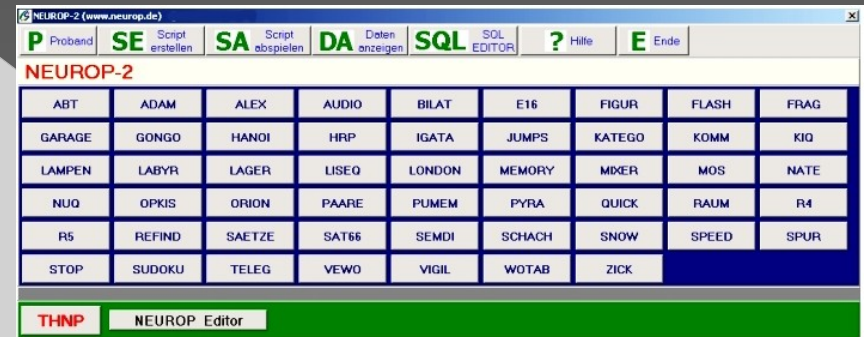 NEUROP-2 (www.neurop.de)
P Proband SE Script erstellen SA Script abspielen DA Daten anzeigen SQL SQL EDITOR ? Hilfe E Ende
NEUROP-2
ABT ADAM ALEX AUDIO BILAT E16 FIGUR FLASH FRAG
GARAGE GONGO HANOI HRP IGATA JUMPS KATEGO KOMM KIQ
LAMPEN LABYR LAGER LISEQ LONDON MEMORY MIXER MOS NATE
NUQ OPKIS ORION PAARE PUMEM PYRA QUICK RAUM R4
R5 REFIND SAETZE SAT66 SEMDI SCHACH SNOW SPEED SPUR
STOP SUDOKU TELEG VEWO VIGIL WOTAB ZICK
THNP NEUROP Editor